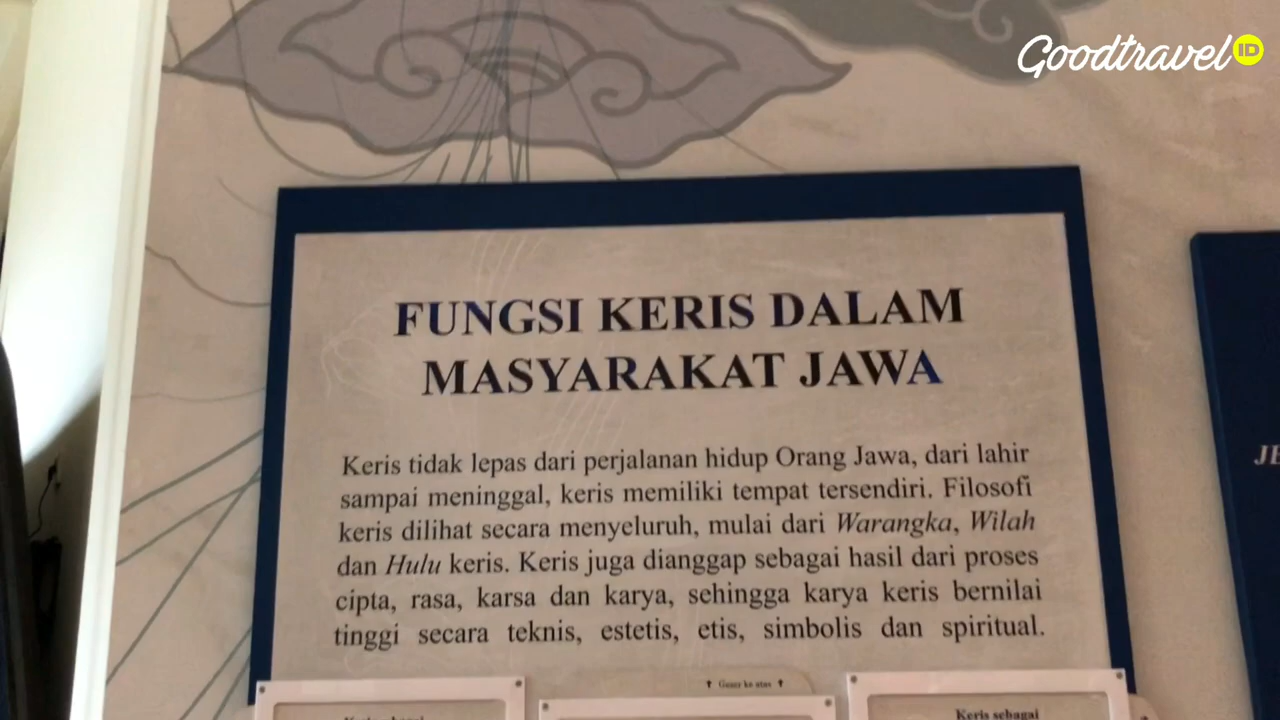 Goodtravel ID
FUNGSI KERIS DALAM
MASYARAKAT JAWA
Keris tidak lepas dari perjalanan hidup Orang Jawa, dari lahir
sampai meninggal, keris memiliki tempat tersendiri. Filosofi
keris dilihat secara menyeluruh, mulai dari Warangka, Wilah
dan Hulu keris. Keris juga dianggap sebagai hasil dari proses
cipta, rasa, karsa dan karya, sehingga karya keris bernilai
tinggi secara teknis, estetis, etis, simbolis dan spiritual.
Geser ke atas
Keris sebagai